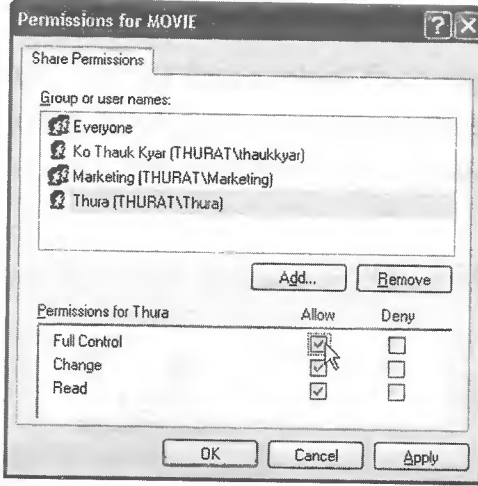 Permissions for MOVIE
Share Permissions
Group or user names:
Everyone
Ko Thauk Kyar (THURAT\thaukkyar)
Marketing (THURAT\Marketing)
Thura (THURAT\Thura)
Add... Remove
Permissions for Thura Allow Deny
Full Control
Change
Read
OK Cancel Apply